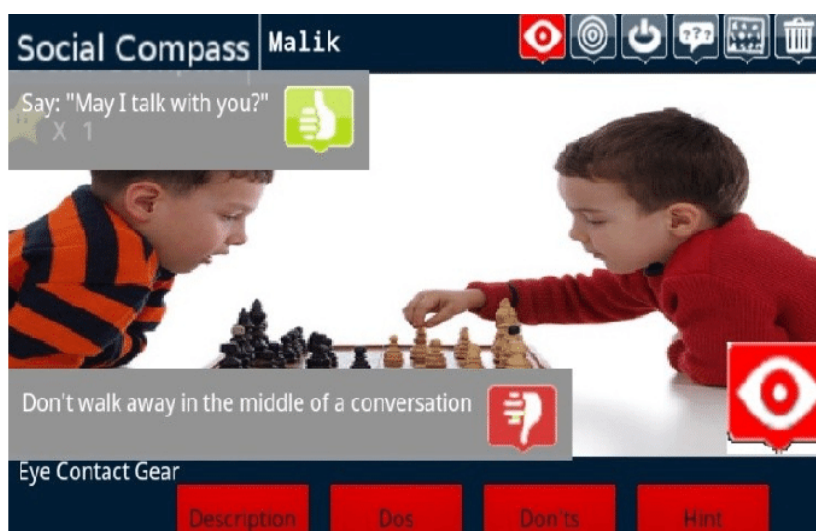 Social Compass
Malik
???
Say: "May I talk with you?"
X 1
Don't walk away in the middle of a conversation
Eye Contact Gear
Description
Dos
Don'ts
Hint